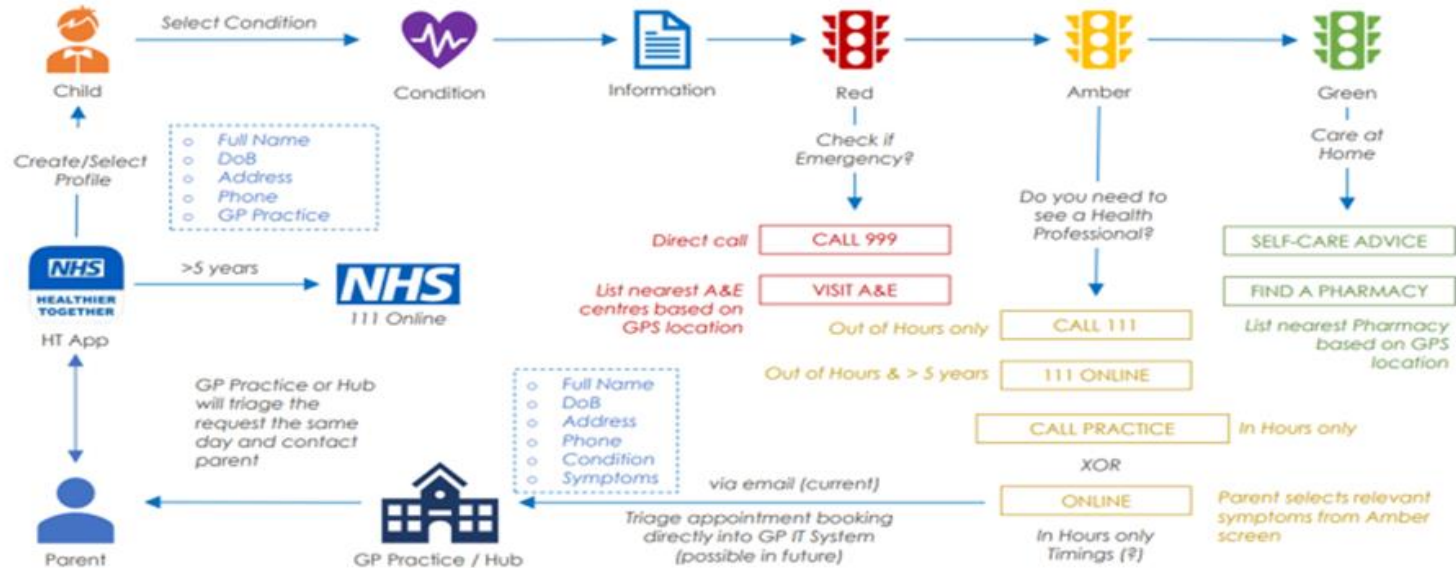 Select Condition
Child
Condition
Information
Red
Amber
Green
Create/Select
Profile
o Full Name
o DoB
o Address
o Phone
o GP Practice
Check if
Emergency?
Care at
Home
Do you need to
see a Health
Professional?
Direct call
CALL 999
SELF-CARE ADVICE
NHS
HEALTHIER
TOGETHER
HT App
>5 years
NHS
111 Online
List nearest A&E
centres based on
GPS location
VISIT A&E
FIND A PHARMACY
List nearest Pharmacy
based on GPS
location
Out of Hours only
CALL 111
Out of Hours & > 5 years
111 ONLINE
GP Practice or Hub
will triage the
request the same
day and contact
parent
o Full Name
o DoB
o Address
o Phone
o Condition
o Symptoms
CALL PRACTICE
In Hours only
XOR
via email (current)
ONLINE
Parent selects relevant
symptoms from Amber
screen
Triage appointment booking
directly into GP IT System
(possible in future)
In Hours only
Timings (?)
Parent
GP Practice / Hub